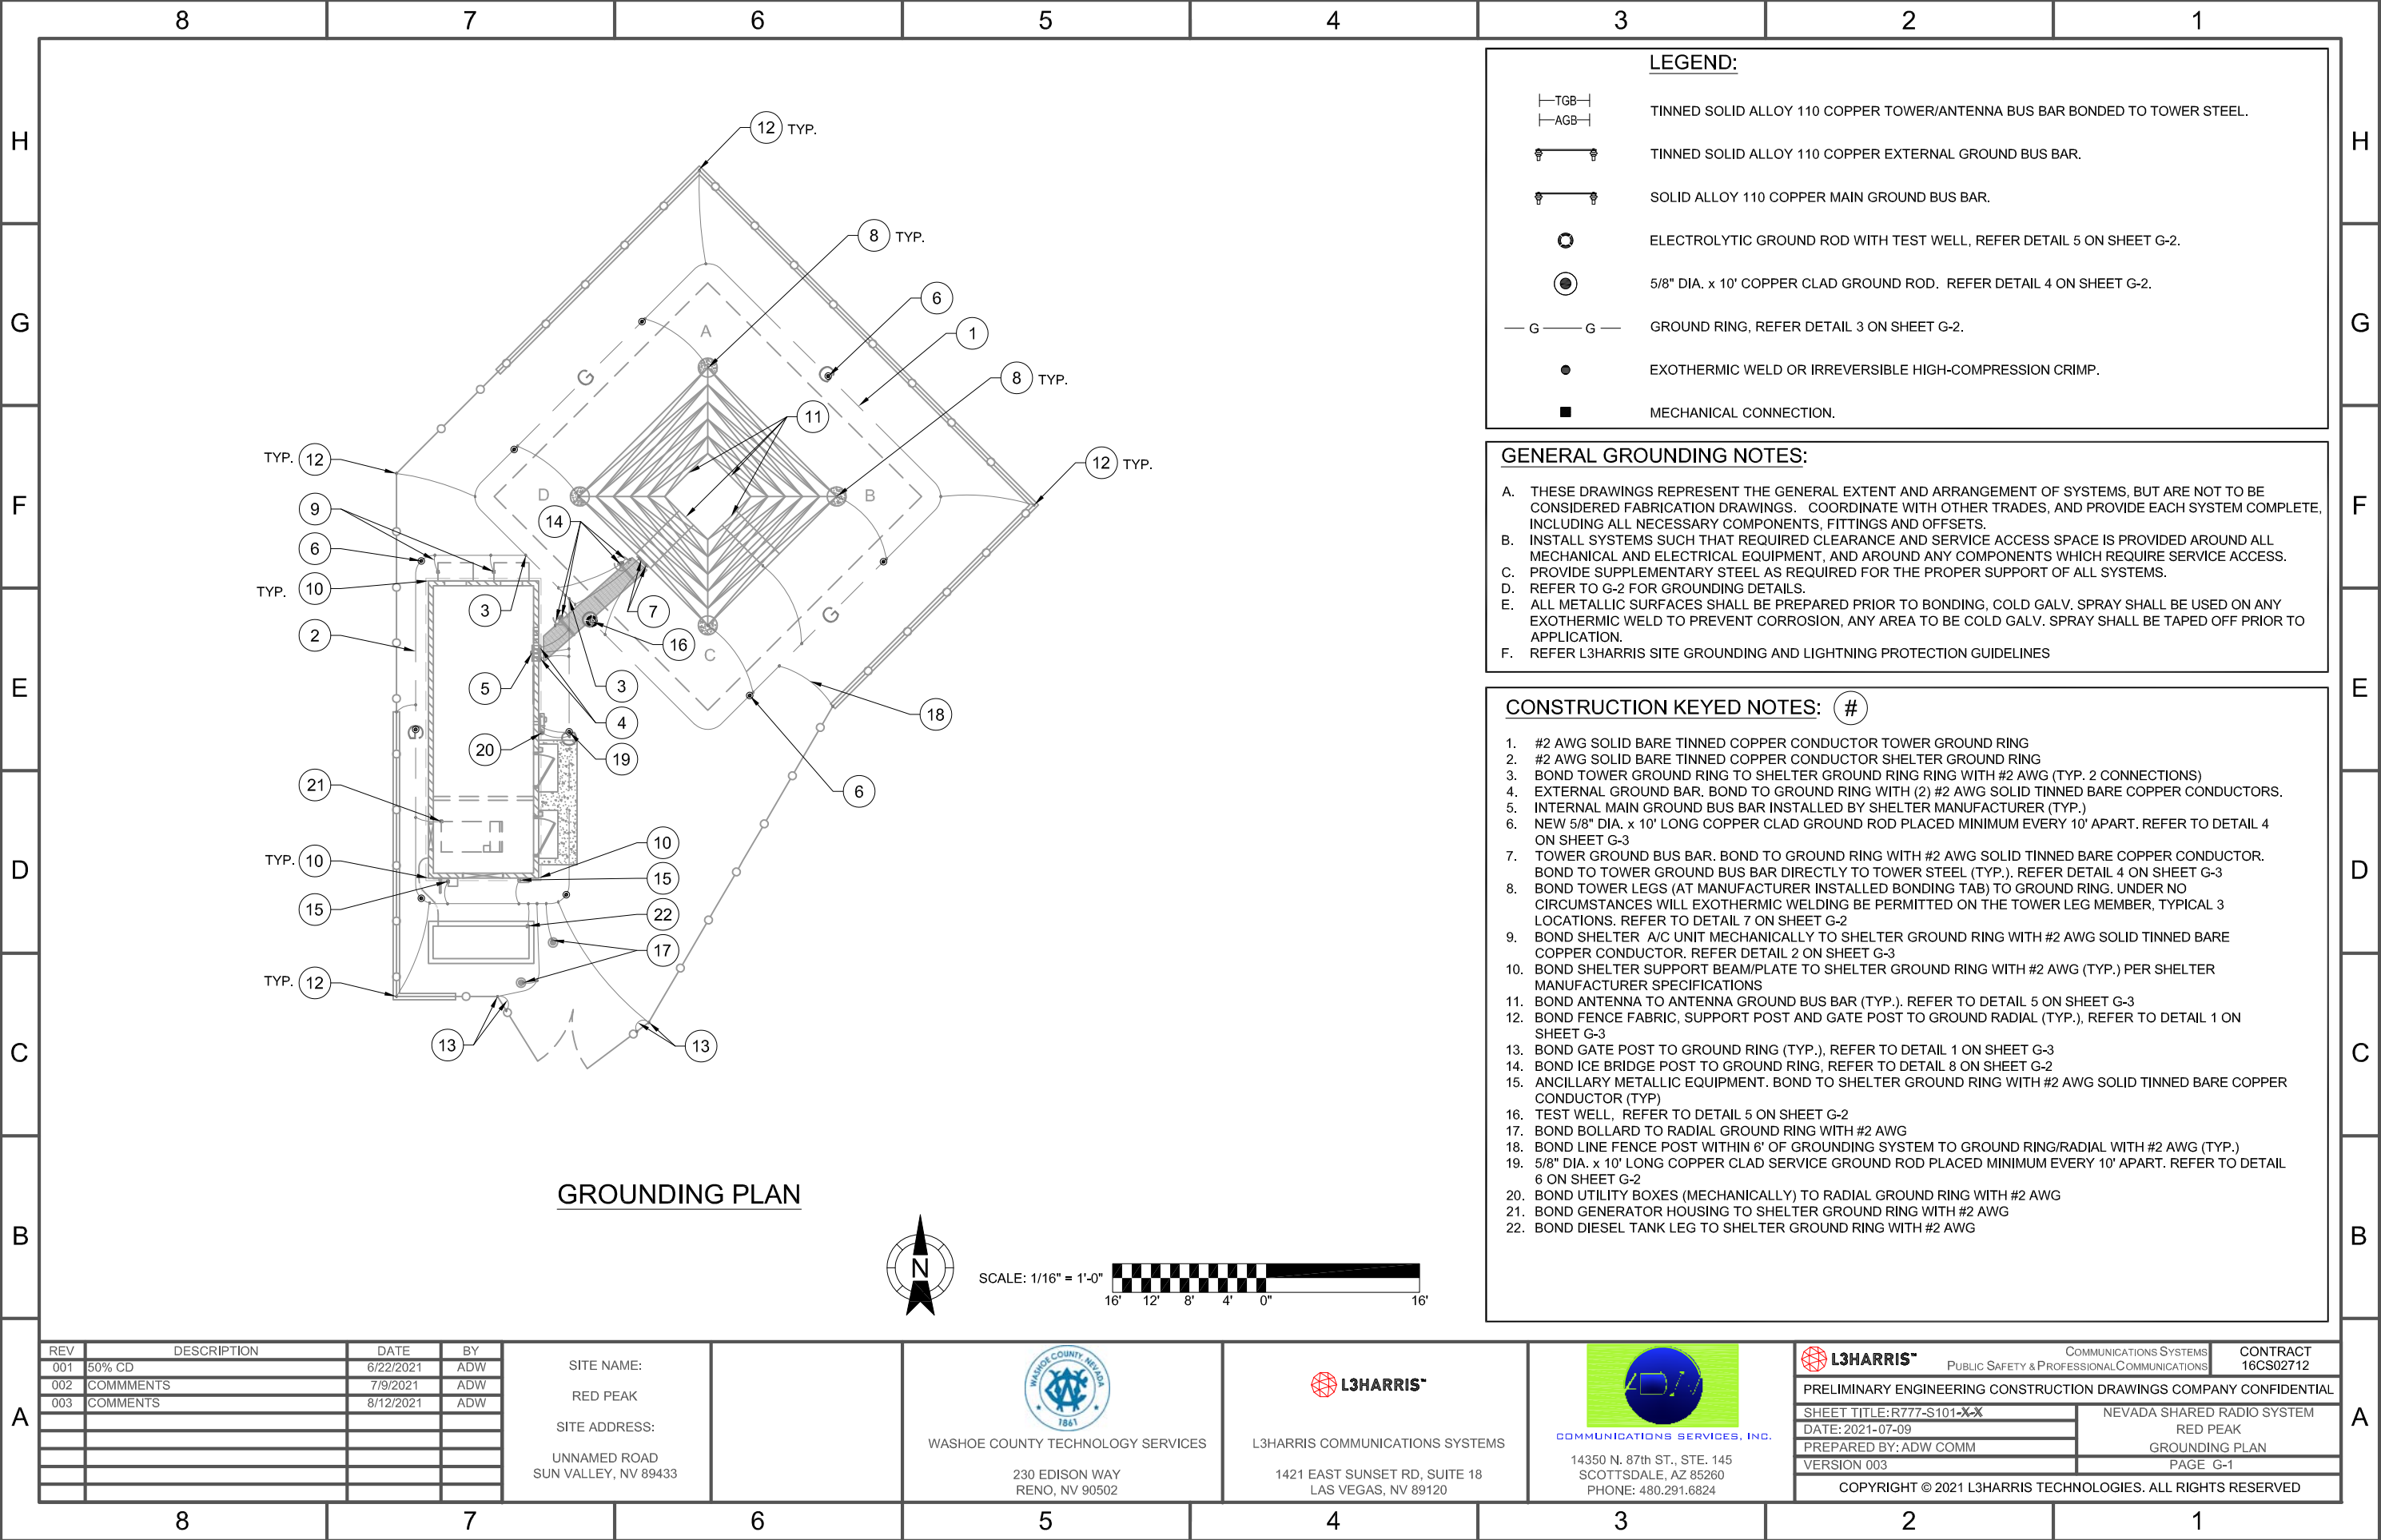 8 7 6 5 4 3 2 1
H
G
F
E
D
C
B
A
H
G
F
E
D
C
B
A
12 TYP.
8 TYP.
6
1
8 TYP.
11
12 TYP.
TYP. 12
9
6
TYP. 10
2
14
3
7
16
3
5
4
18
20
19
21
6
10
TYP. 10
15
15
22
17
TYP. 12
13
13
A
B
C
D
G
G
G
G
G
GROUNDING PLAN
N
SCALE: 1/16" = 1'-0"
16' 12' 8' 4' 0" 16'
LEGEND:
TGB
AGB
TINNED SOLID ALLOY 110 COPPER TOWER/ANTENNA BUS BAR BONDED TO TOWER STEEL.
TINNED SOLID ALLOY 110 COPPER EXTERNAL GROUND BUS BAR.
SOLID ALLOY 110 COPPER MAIN GROUND BUS BAR.
ELECTROLYTIC GROUND ROD WITH TEST WELL, REFER DETAIL 5 ON SHEET G-2.
5/8" DIA. x 10' COPPER CLAD GROUND ROD. REFER DETAIL 4 ON SHEET G-2.
G G GROUND RING, REFER DETAIL 3 ON SHEET G-2.
EXOTHERMIC WELD OR IRREVERSIBLE HIGH-COMPRESSION CRIMP.
MECHANICAL CONNECTION.
GENERAL GROUNDING NOTES:
A. THESE DRAWINGS REPRESENT THE GENERAL EXTENT AND ARRANGEMENT OF SYSTEMS, BUT ARE NOT TO BE
CONSIDERED FABRICATION DRAWINGS. COORDINATE WITH OTHER TRADES, AND PROVIDE EACH SYSTEM COMPLETE,
INCLUDING ALL NECESSARY COMPONENTS, FITTINGS AND OFFSETS.
B. INSTALL SYSTEMS SUCH THAT REQUIRED CLEARANCE AND SERVICE ACCESS SPACE IS PROVIDED AROUND ALL
MECHANICAL AND ELECTRICAL EQUIPMENT, AND AROUND ANY COMPONENTS WHICH REQUIRE SERVICE ACCESS.
C. PROVIDE SUPPLEMENTARY STEEL AS REQUIRED FOR THE PROPER SUPPORT OF ALL SYSTEMS.
D. REFER TO G-2 FOR GROUNDING DETAILS.
E. ALL METALLIC SURFACES SHALL BE PREPARED PRIOR TO BONDING, COLD GALV. SPRAY SHALL BE USED ON ANY
EXOTHERMIC WELD TO PREVENT CORROSION, ANY AREA TO BE COLD GALV. SPRAY SHALL BE TAPED OFF PRIOR TO
APPLICATION.
F. REFER L3HARRIS SITE GROUNDING AND LIGHTNING PROTECTION GUIDELINES
CONSTRUCTION KEYED NOTES: #
1. #2 AWG SOLID BARE TINNED COPPER CONDUCTOR TOWER GROUND RING
2. #2 AWG SOLID BARE TINNED COPPER CONDUCTOR SHELTER GROUND RING
3. BOND TOWER GROUND RING TO SHELTER GROUND RING RING WITH #2 AWG (TYP. 2 CONNECTIONS)
4. EXTERNAL GROUND BAR. BOND TO GROUND RING WITH (2) #2 AWG SOLID TINNED BARE COPPER CONDUCTORS.
5. INTERNAL MAIN GROUND BUS BAR INSTALLED BY SHELTER MANUFACTURER (TYP.)
6. NEW 5/8" DIA. x 10' LONG COPPER CLAD GROUND ROD PLACED MINIMUM EVERY 10' APART. REFER TO DETAIL 4
ON SHEET G-3
7. TOWER GROUND BUS BAR. BOND TO GROUND RING WITH #2 AWG SOLID TINNED BARE COPPER CONDUCTOR.
BOND TO TOWER GROUND BUS BAR DIRECTLY TO TOWER STEEL (TYP.). REFER DETAIL 4 ON SHEET G-3
8. BOND TOWER LEGS (AT MANUFACTURER INSTALLED BONDING TAB) TO GROUND RING. UNDER NO
CIRCUMSTANCES WILL EXOTHERMIC WELDING BE PERMITTED ON THE TOWER LEG MEMBER, TYPICAL 3
LOCATIONS. REFER TO DETAIL 7 ON SHEET G-2
9. BOND SHELTER A/C UNIT MECHANICALLY TO SHELTER GROUND RING WITH #2 AWG SOLID TINNED BARE
COPPER CONDUCTOR. REFER DETAIL 2 ON SHEET G-3
10. BOND SHELTER SUPPORT BEAM/PLATE TO SHELTER GROUND RING WITH #2 AWG (TYP.) PER SHELTER
MANUFACTURER SPECIFICATIONS
11. BOND ANTENNA TO ANTENNA GROUND BUS BAR (TYP.). REFER TO DETAIL 5 ON SHEET G-3
12. BOND FENCE FABRIC, SUPPORT POST AND GATE POST TO GROUND RADIAL (TYP.), REFER TO DETAIL 1 ON
SHEET G-3
13. BOND GATE POST TO GROUND RING (TYP.), REFER TO DETAIL 1 ON SHEET G-3
14. BOND ICE BRIDGE POST TO GROUND RING, REFER TO DETAIL 8 ON SHEET G-2
15. ANCILLARY METALLIC EQUIPMENT. BOND TO SHELTER GROUND RING WITH #2 AWG SOLID TINNED BARE COPPER
CONDUCTOR (TYP)
16. TEST WELL, REFER TO DETAIL 5 ON SHEET G-2
17. BOND BOLLARD TO RADIAL GROUND RING WITH #2 AWG
18. BOND LINE FENCE POST WITHIN 6' OF GROUNDING SYSTEM TO GROUND RING/RADIAL WITH #2 AWG (TYP.)
19. 5/8" DIA. x 10' LONG COPPER CLAD SERVICE GROUND ROD PLACED MINIMUM EVERY 10' APART. REFER TO DETAIL
6 ON SHEET G-2
20. BOND UTILITY BOXES (MECHANICALLY) TO RADIAL GROUND RING WITH #2 AWG
21. BOND GENERATOR HOUSING TO SHELTER GROUND RING WITH #2 AWG
22. BOND DIESEL TANK LEG TO SHELTER GROUND RING WITH #2 AWG
REV DESCRIPTION DATE BY
001 50% CD 6/22/2021 ADW
002 COMMMENTS 7/9/2021 ADW
003 COMMENTS 8/12/2021 ADW
SITE NAME:
RED PEAK
SITE ADDRESS:
UNNAMED ROAD
SUN VALLEY, NV 89433
WASHOE COUNTY, NEVADA
1861
WASHOE COUNTY TECHNOLOGY SERVICES
230 EDISON WAY
RENO, NV 90502
L3HARRIS™
L3HARRIS COMMUNICATIONS SYSTEMS
1421 EAST SUNSET RD, SUITE 18
LAS VEGAS, NV 89120
ADW
COMMUNICATIONS SERVICES, INC.
14350 N. 87th ST., STE. 145
SCOTTSDALE, AZ 85260
PHONE: 480.291.6824
L3HARRIS™
COMMUNICATIONS SYSTEMS
PUBLIC SAFETY & PROFESSIONAL COMMUNICATIONS
CONTRACT
16CS02712
PRELIMINARY ENGINEERING CONSTRUCTION DRAWINGS COMPANY CONFIDENTIAL
SHEET TITLE: R777-S101-X-X
DATE: 2021-07-09
PREPARED BY: ADW COMM
VERSION 003
NEVADA SHARED RADIO SYSTEM
RED PEAK
GROUNDING PLAN
PAGE G-1
COPYRIGHT © 2021 L3HARRIS TECHNOLOGIES. ALL RIGHTS RESERVED
8 7 6 5 4 3 2 1